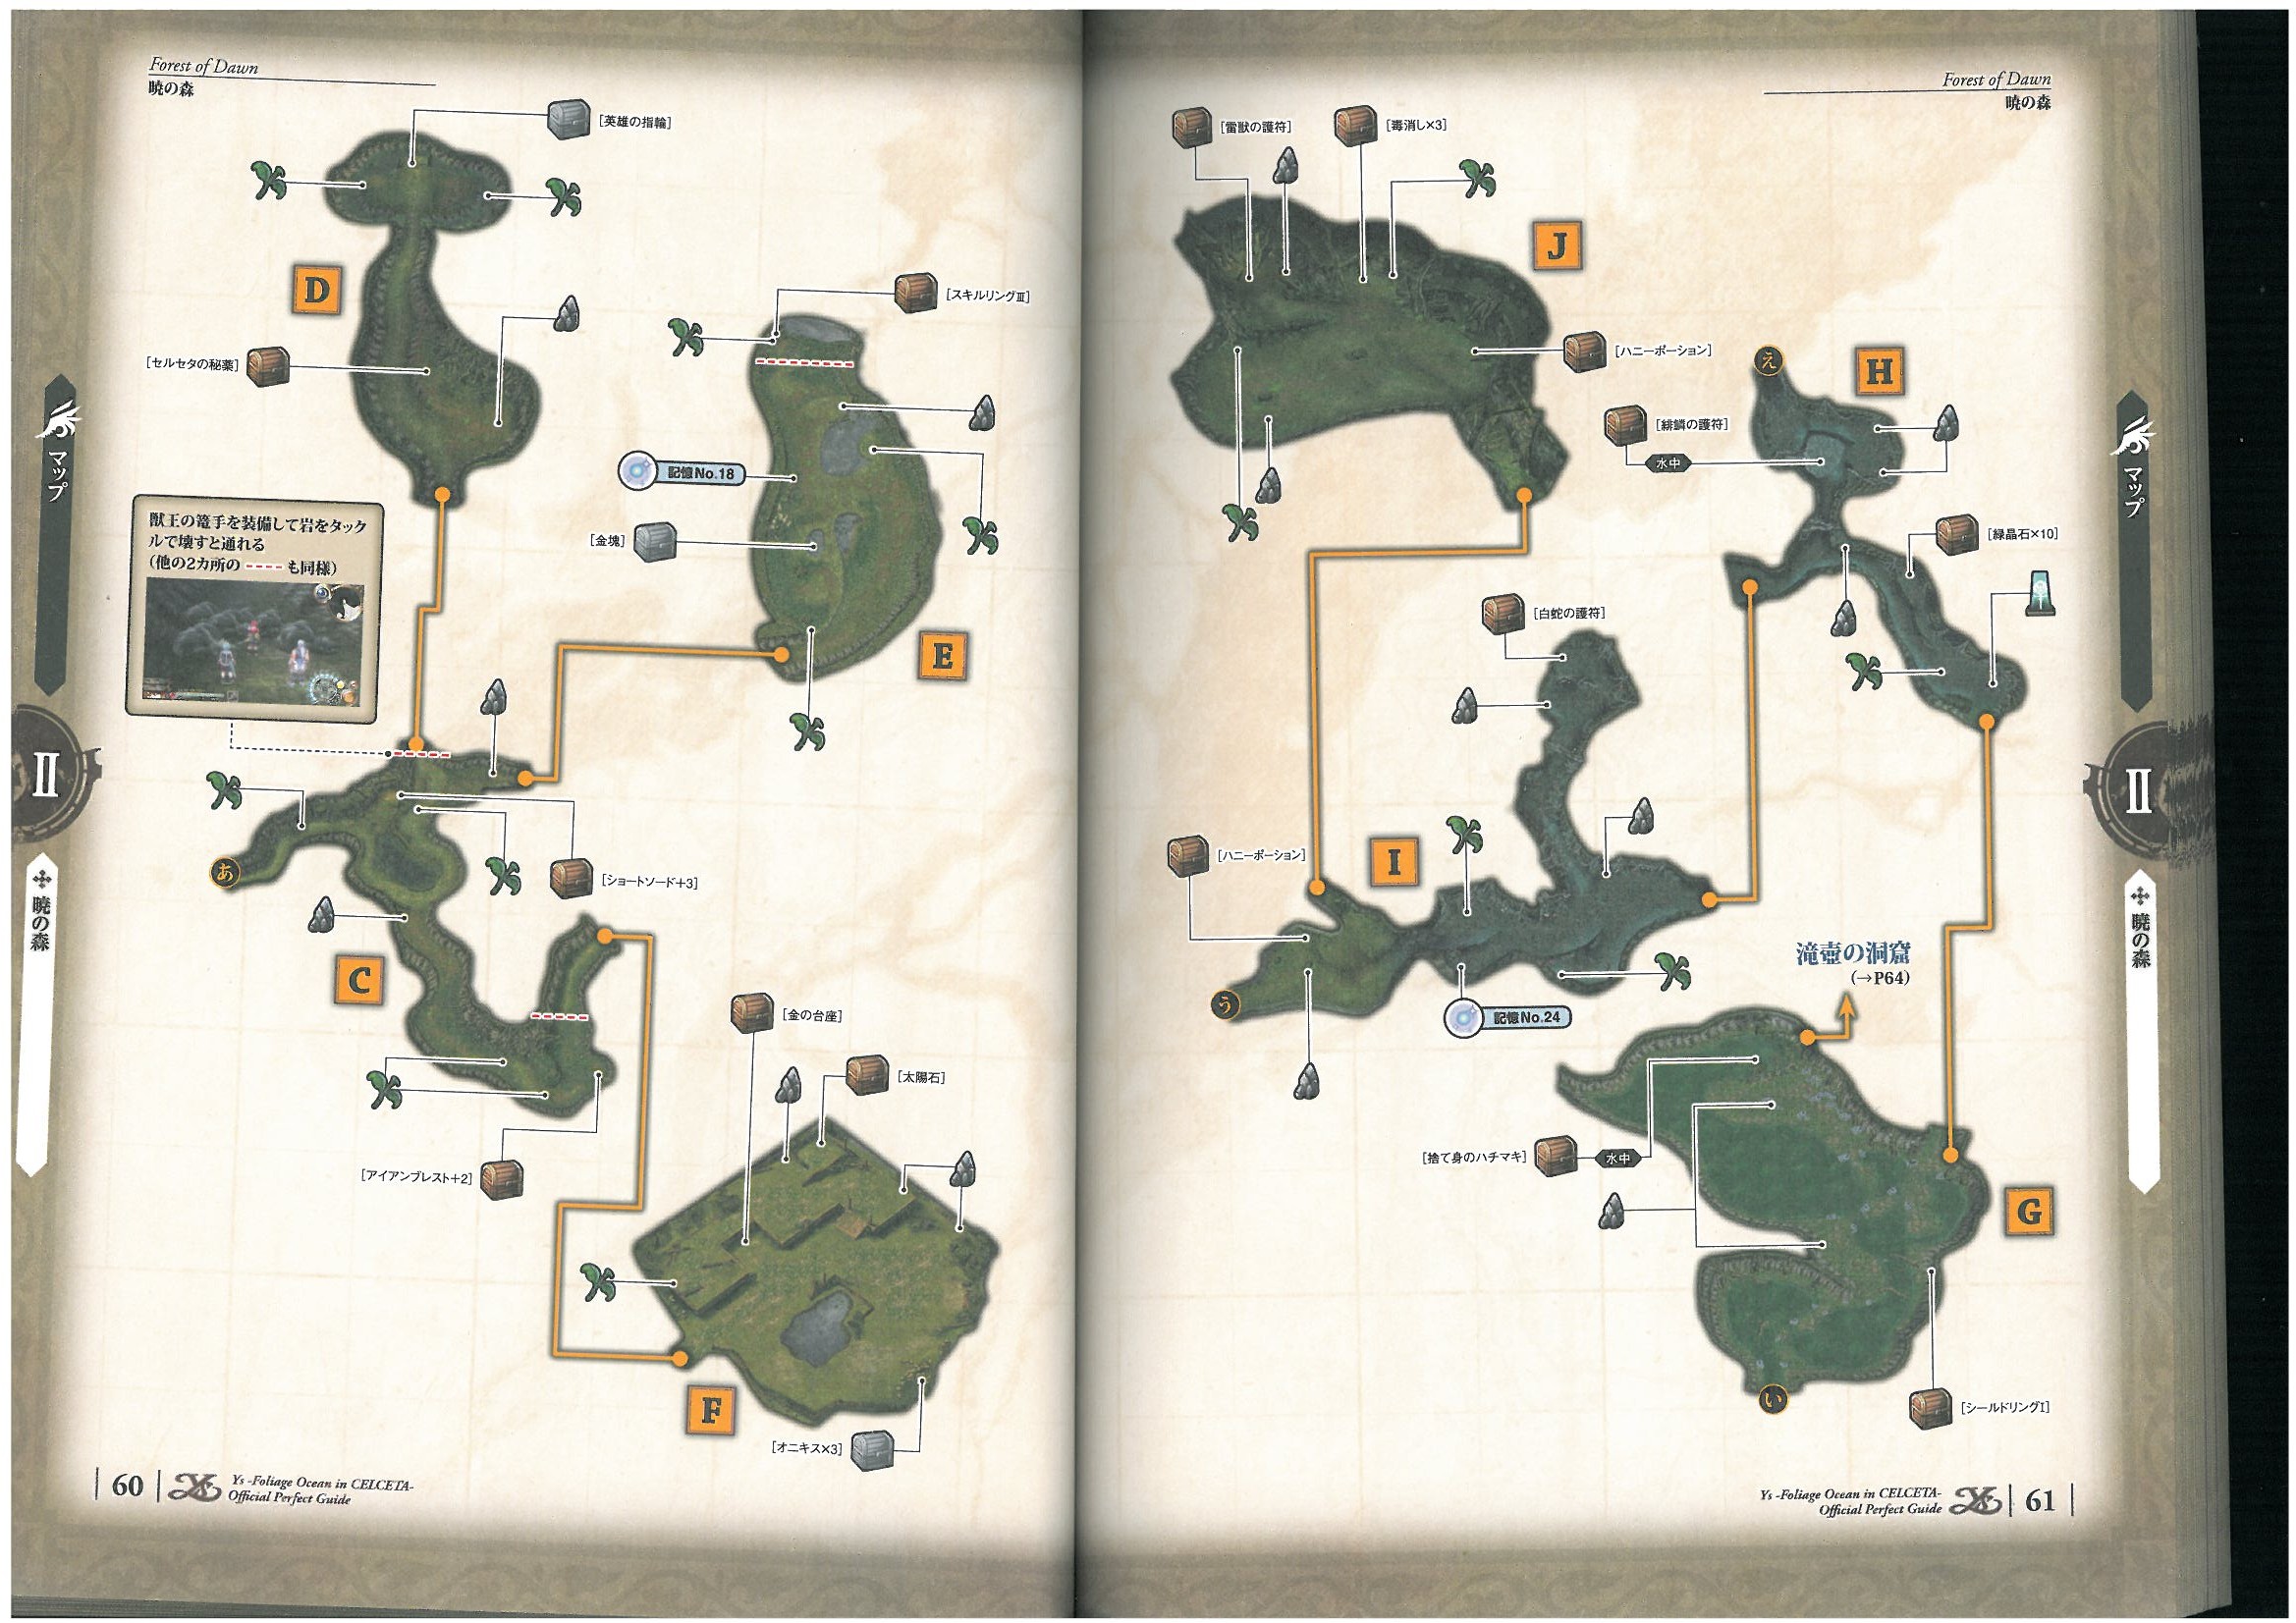 Forest of Dawn
暁の森
[英雄の指輪]
D
[セルセタの秘薬]
[スキルリングⅢ]
記憶No.18
[金塊]
E
獣王の篭手を装備して岩をタック
ルで壊すと通れる
(他の2カ所の ---- も同様)
あ
[ショートソード+3]
C
[アイアンブレスト+2]
[金の台座]
[太陽石]
F
[オニキス×3]
マップ
Ⅱ
暁の森
60
Ys
Ys -Foliage Ocean in CELCETA-
Official Perfect Guide
Forest of Dawn
暁の森
[雷獣の護符]
[毒消し×3]
J
[ハニーポーション]
え
H
[緋鱗の護符]
水中
[緑晶石×10]
[白蛇の護符]
[ハニーポーション]
I
う
記憶No.24
滝壺の洞窟
(→P64)
[捨て身のハチマキ]
水中
G
い
[シールドリングI]
マップ
Ⅱ
暁の森
Ys -Foliage Ocean in CELCETA-
Official Perfect Guide
Ys
61